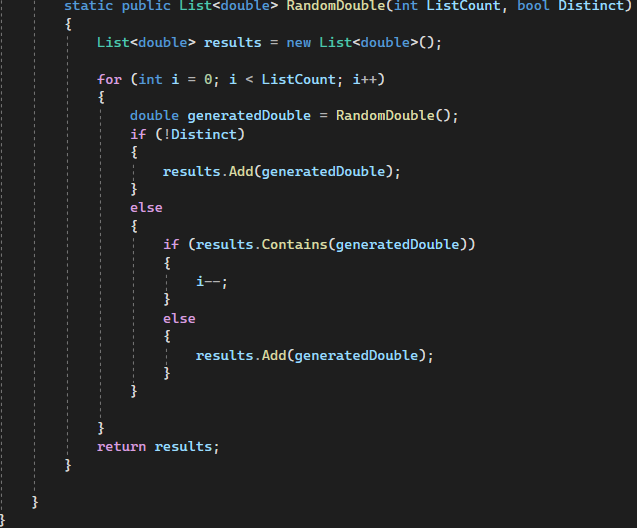 static public List<double> RandomDouble(int ListCount, bool Distinct)
{
List<double> results = new List<double>();
for (int i = 0; i < ListCount; i++)
{
double generatedDouble = RandomDouble();
if (!Distinct)
{
results.Add(generatedDouble);
}
else
{
if (results.Contains(generatedDouble))
{
i--;
}
else
{
results.Add(generatedDouble);
}
}
}
return results;
}
}
}